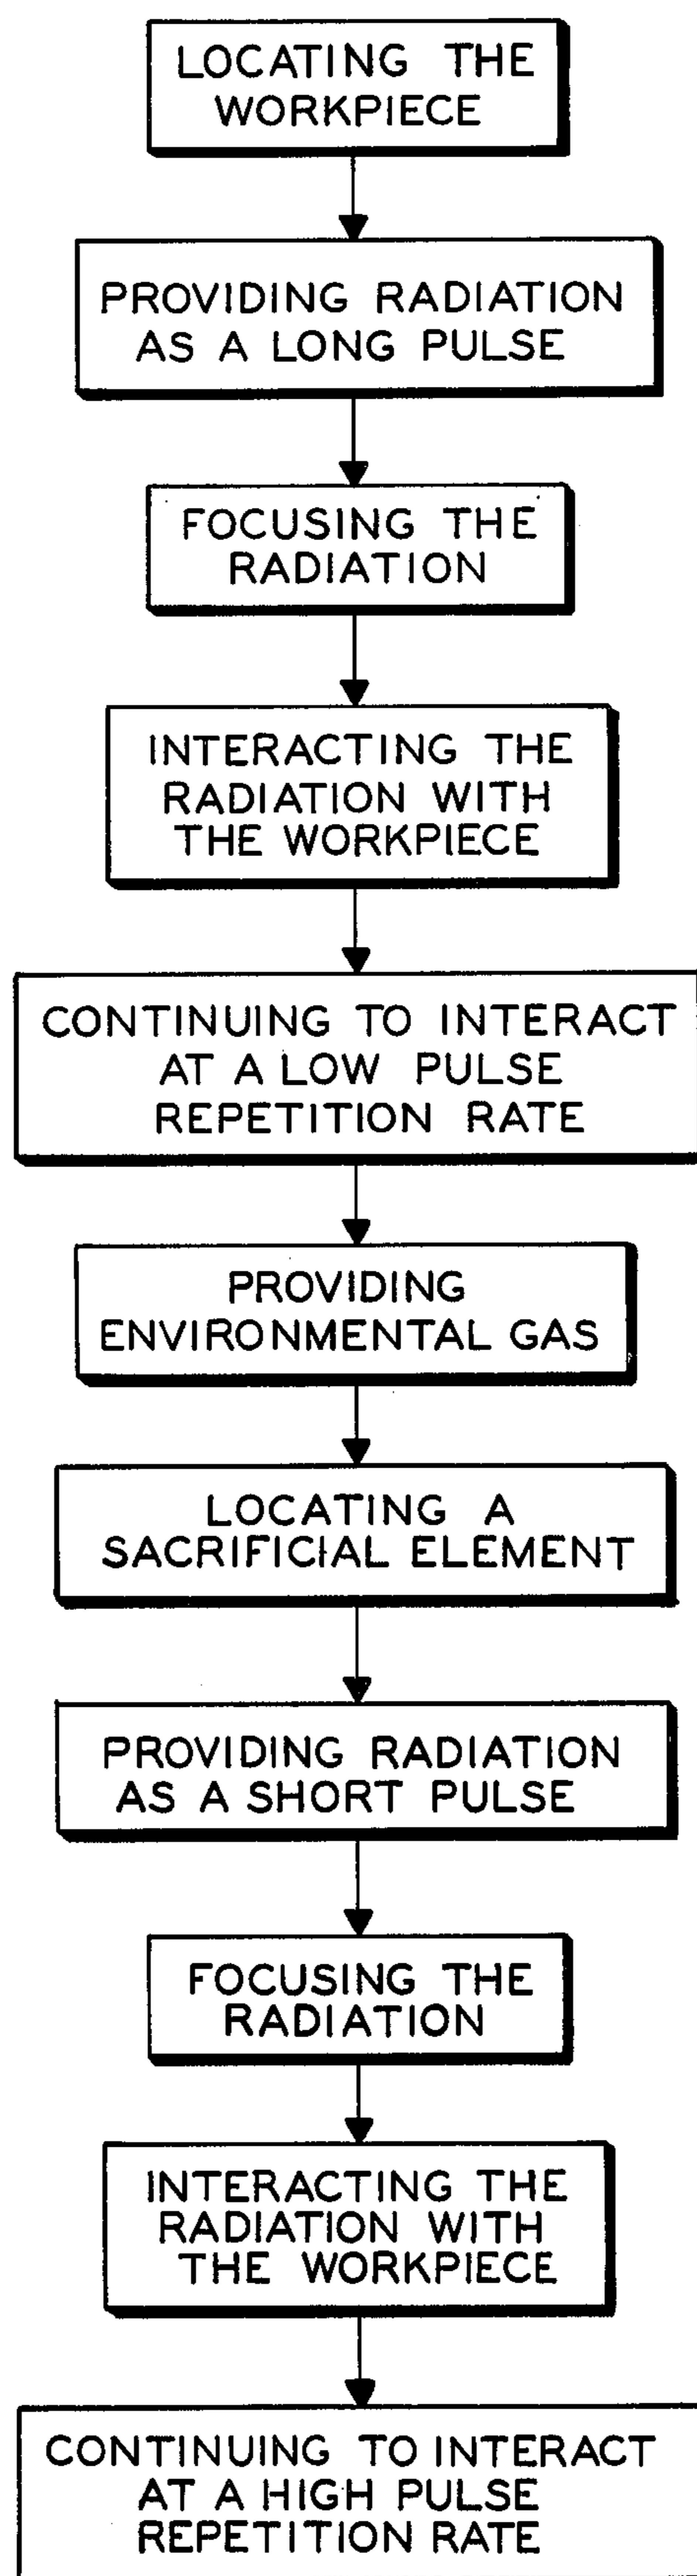 LOCATING THE
WORKPIECE
PROVIDING RADIATION
AS A LONG PULSE
FOCUSING THE
RADIATION
INTERACTING THE
RADIATION WITH
THE WORKPIECE
CONTINUING TO INTERACT
AT A LOW PULSE
REPETITION RATE
PROVIDING
ENVIRONMENTAL GAS
LOCATING A
SACRIFICIAL ELEMENT
PROVIDING RADIATION
AS A SHORT PULSE
FOCUSING THE
RADIATION
INTERACTING THE
RADIATION WITH
THE WORKPIECE
CONTINUING TO INTERACT
AT A HIGH PULSE
REPETITION RATE